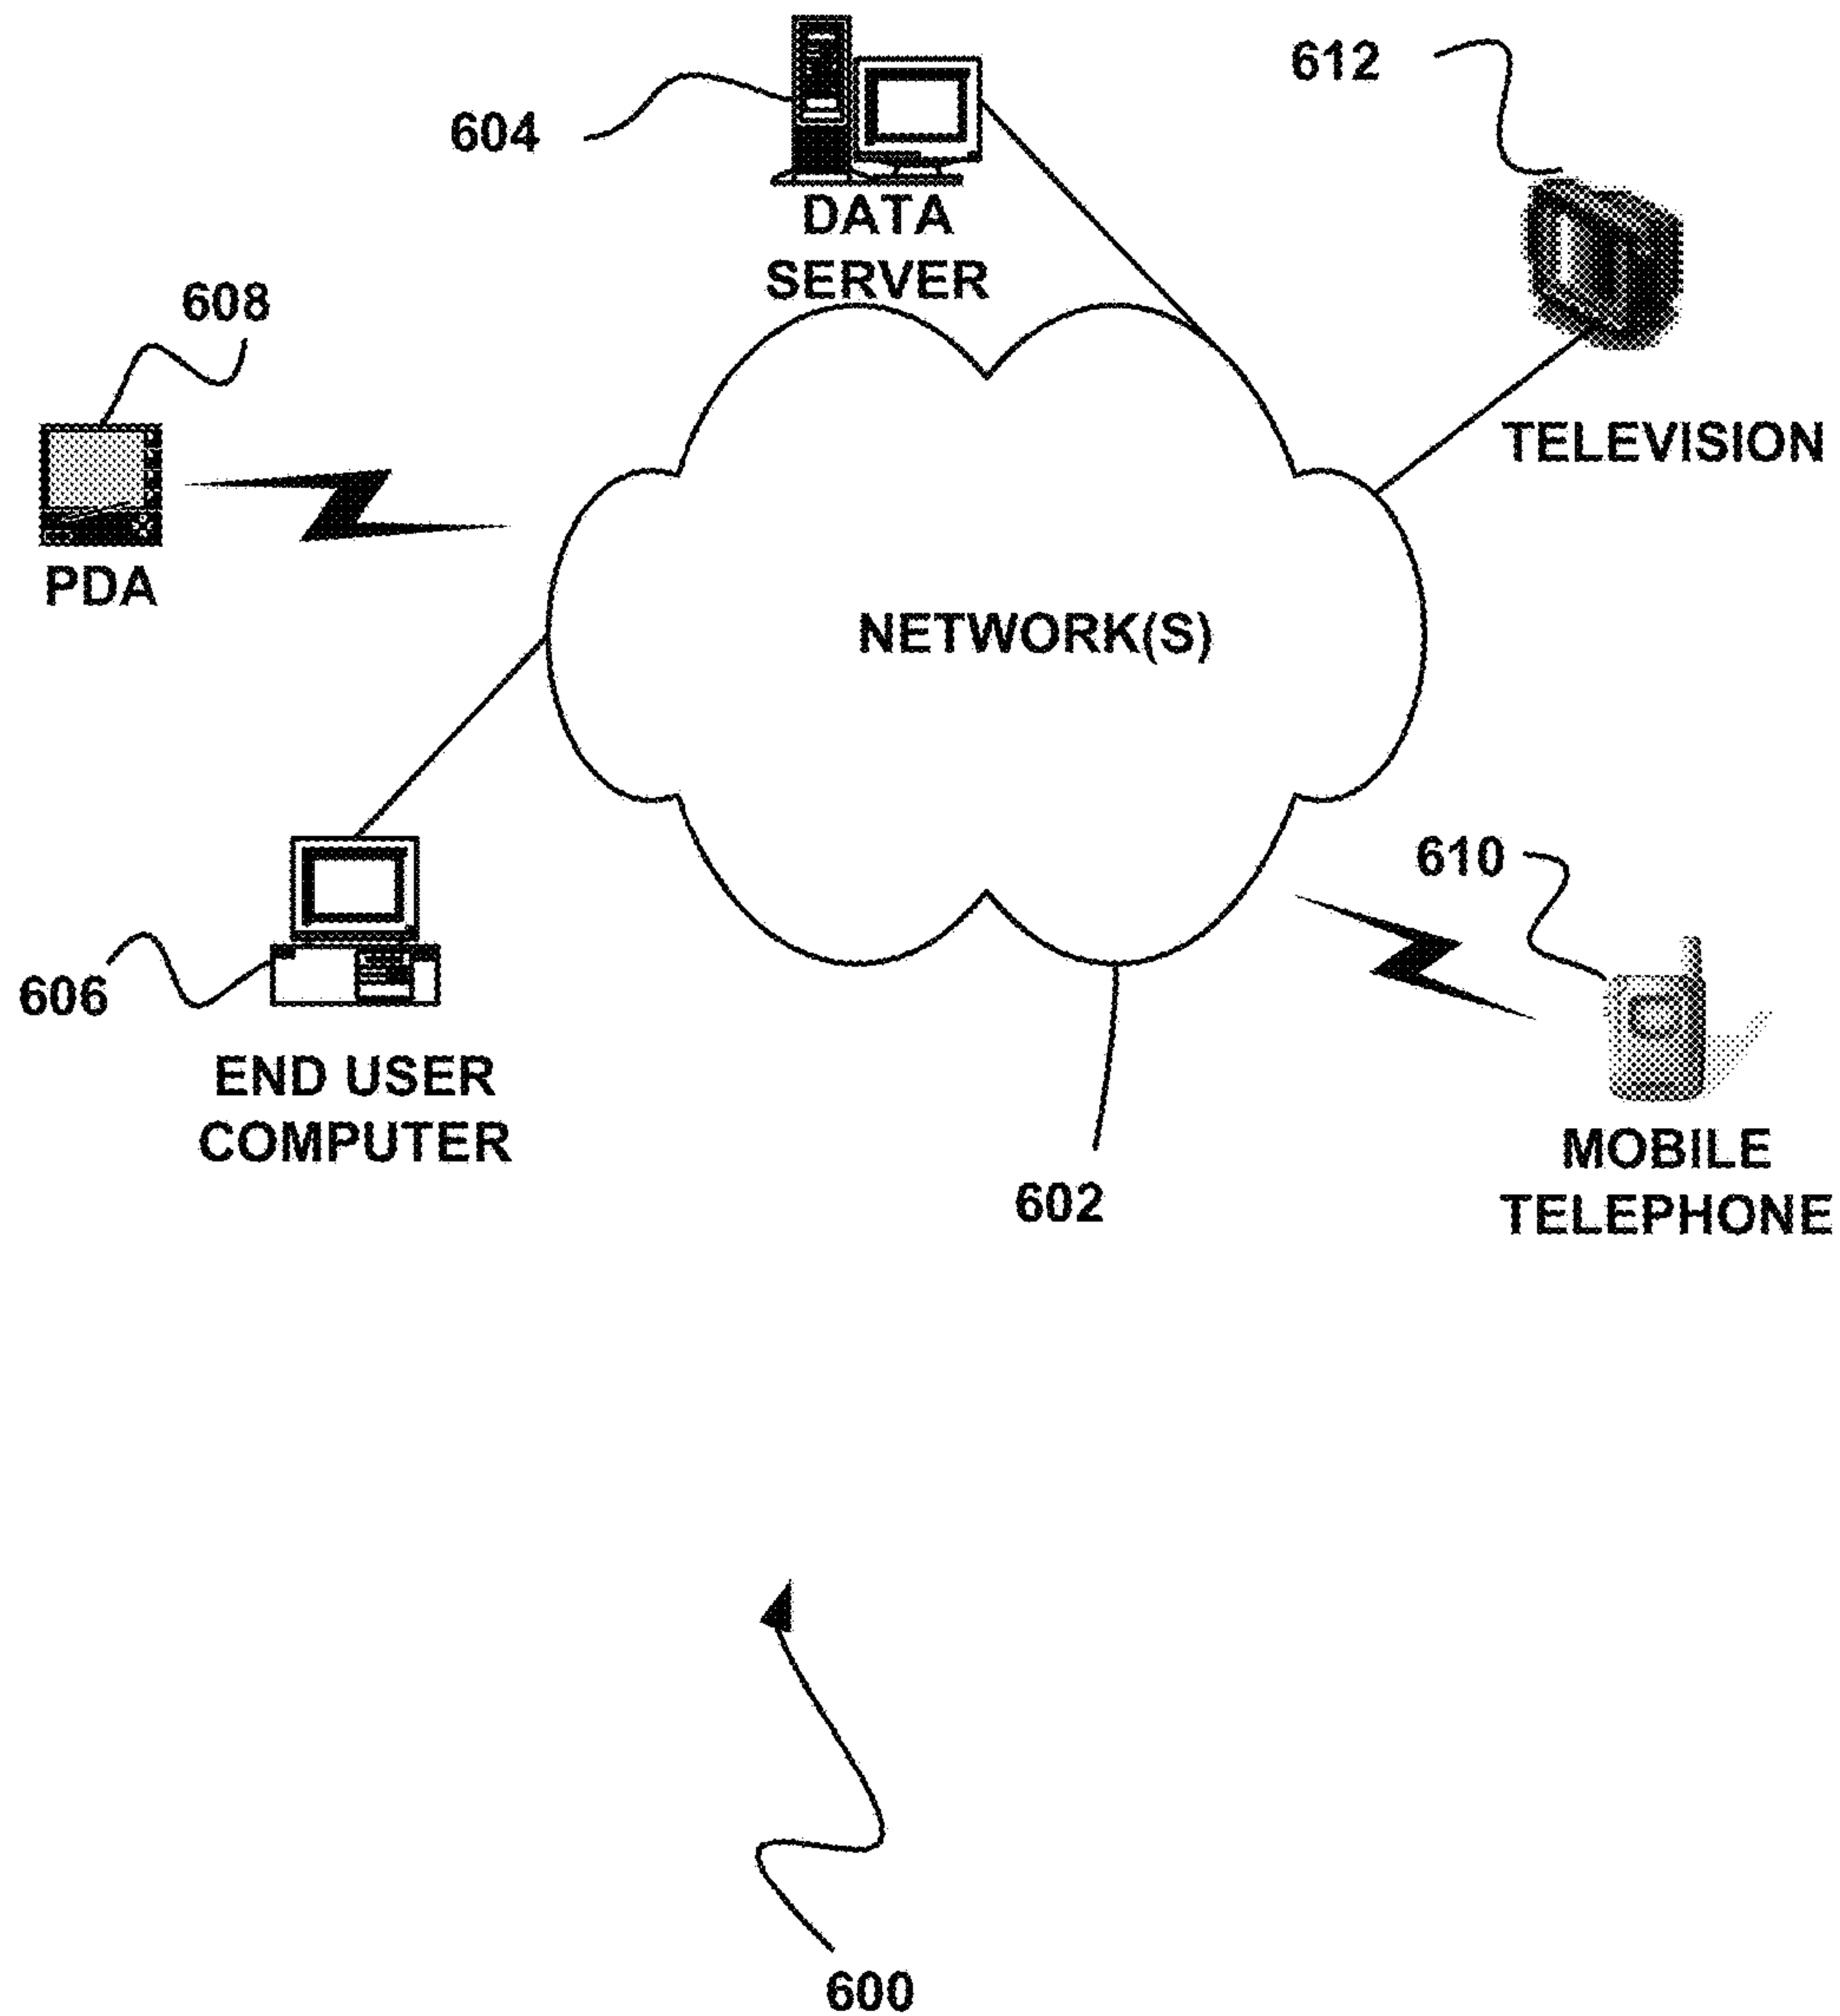 612
604
DATA
SERVER
608
TELEVISION
PDA
NETWORK(S)
610
606
END USER
COMPUTER
602
MOBILE
TELEPHONE
600